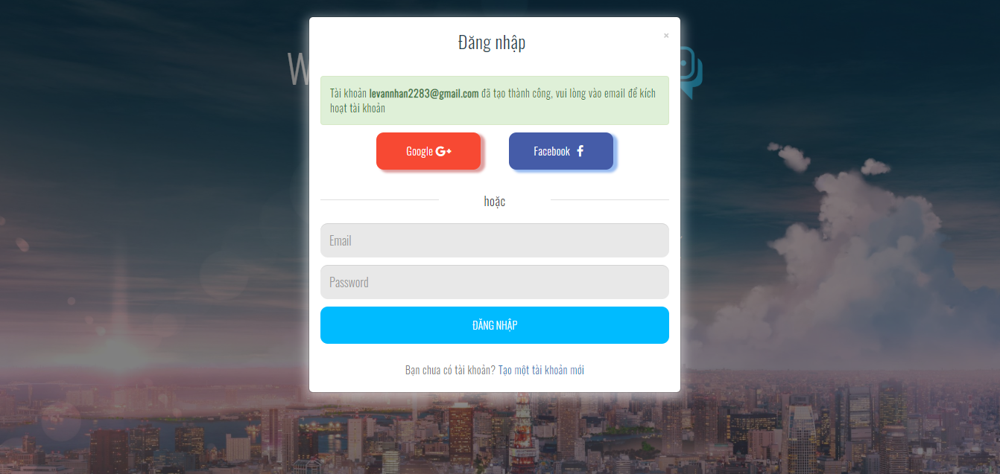 Đăng nhập
×
W
Tài khoản levannhan2283@gmail.com đã tạo thành công, vui lòng vào email để kích
hoạt tài khoản
Google G+
Facebook f
hoặc
Email
Password
ĐĂNG NHẬP
Bạn chưa có tài khoản? Tạo một tài khoản mới